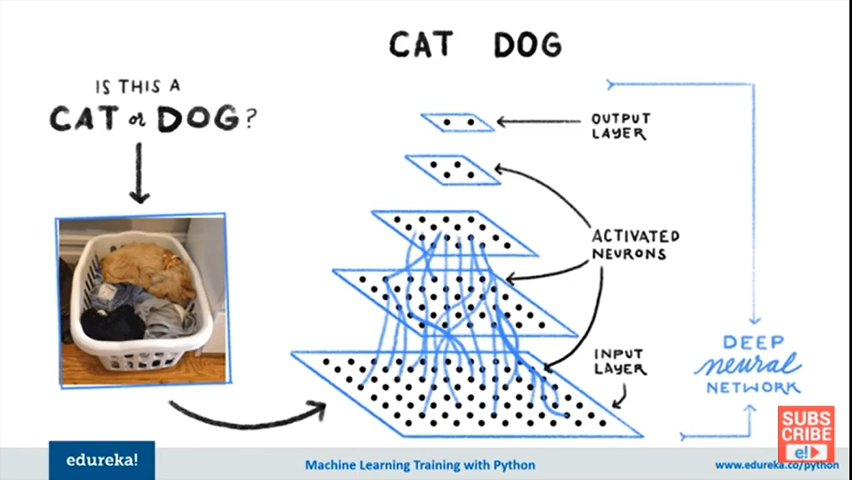 CAT DOG
IS THIS A
CAT or DOG?
OUTPUT
LAYER
ACTIVATED
NEURONS
INPUT
LAYER
DEEP
neural
NETWORK
SUBS
CRIBE
e!
edureka!
Machine Learning Training with Python
www.edureka.co/python